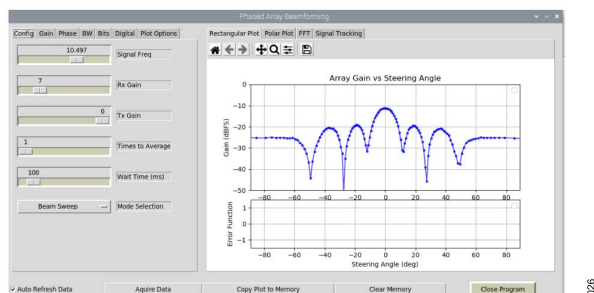 Phased Array Beamforming
Config Gain Phase BW Bits Digital Plot Options
Rectangular Plot Polar Plot FFT Signal Tracking
10.497
Signal Freq
7
Rx Gain
0
Tx Gain
1
Times to Average
100
Wait Time (ms)
Beam Sweep
Mode Selection
Array Gain vs Steering Angle
Gain (dBFS)
0
−10
−20
−30
−40
−50
−80 −60 −40 −20 0 20 40 60 80
Error Function
1
0
−1
−80 −60 −40 −20 0 20 40 60 80
Steering Angle (deg)
Auto Refresh Data
Aquire Data
Copy Plot to Memory
Clear Memory
Close Program
026